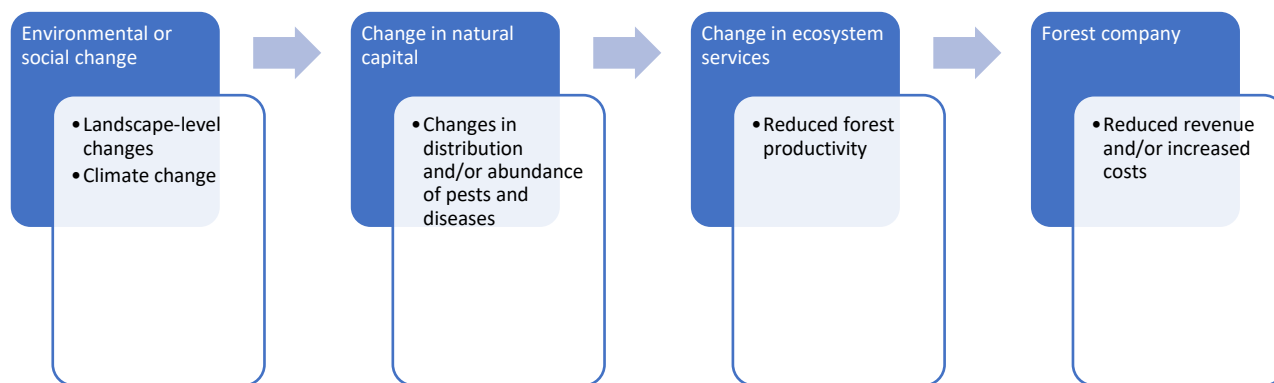 Environmental or
social change
• Landscape-level
changes
• Climate change
Change in natural
capital
• Changes in
distribution
and/or abundance
of pests and
diseases
Change in ecosystem
services
• Reduced forest
productivity
Forest company
• Reduced revenue
and/or increased
costs